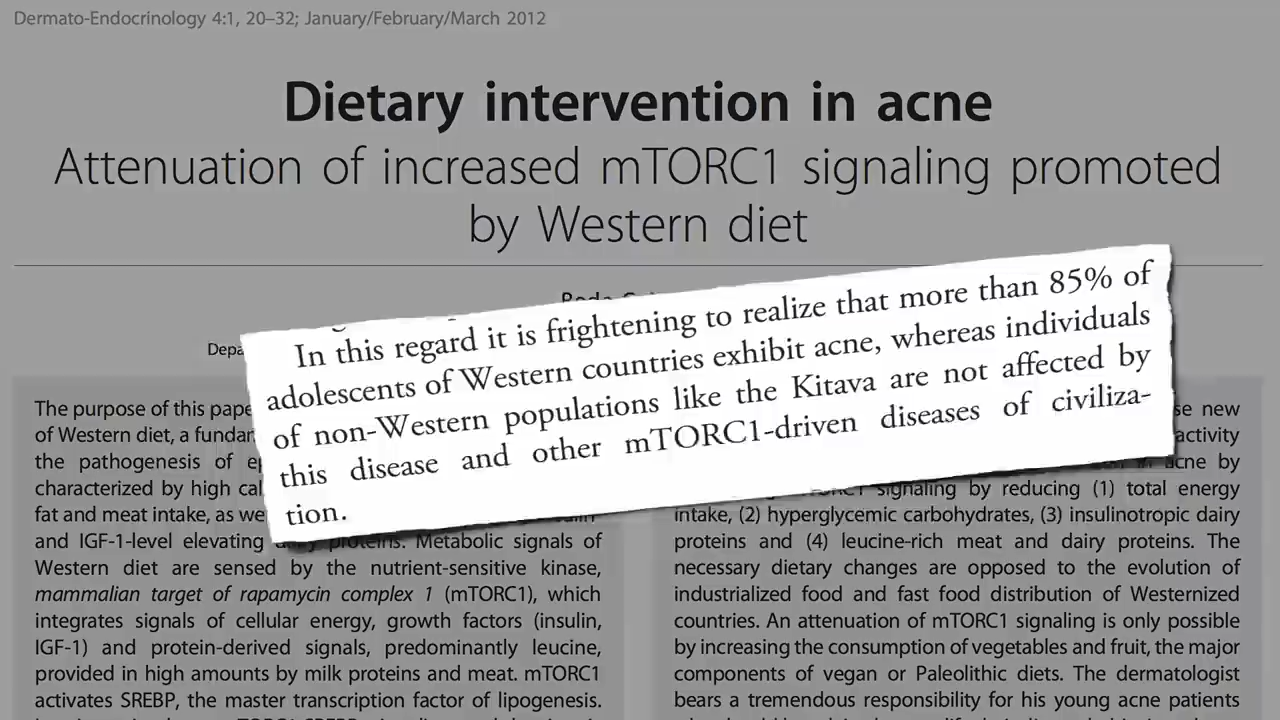 Dermato-Endocrinology 4:1, 20–32; January/February/March 2012
Dietary intervention in acne
Attenuation of increased mTORC1 signaling promoted
by Western diet
In this regard it is frightening to realize that more than 85% of
adolescents of Western countries exhibit acne, whereas individuals
of non-Western populations like the Kitava are not affected by
this disease and other mTORC1-driven diseases of civiliza-
tion.
The purpose of this
of Western diet, a
the pathogenesis of
characterized by high
fat and meat intake, as
and IGF-1-level elevating dairy proteins. Metabolic signals of
Western diet are sensed by the nutrient-sensitive kinase,
mammalian target of rapamycin complex 1 (mTORC1), which
integrates signals of cellular energy, growth factors (insulin,
IGF-1) and protein-derived signals, predominantly leucine,
provided in high amounts by milk proteins and meat. mTORC1
activates SREBP, the master transcription factor of lipogenesis.
new
activity
in acne by
signaling by reducing (1) total energy
intake, (2) hyperglycemic carbohydrates, (3) insulinotropic dairy
proteins and (4) leucine-rich meat and dairy proteins. The
necessary dietary changes are opposed to the evolution of
industrialized food and fast food distribution of Westernized
countries. An attenuation of mTORC1 signaling is only possible
by increasing the consumption of vegetables and fruit, the major
components of vegan or Paleolithic diets. The dermatologist
bears a tremendous responsibility for his young acne patients